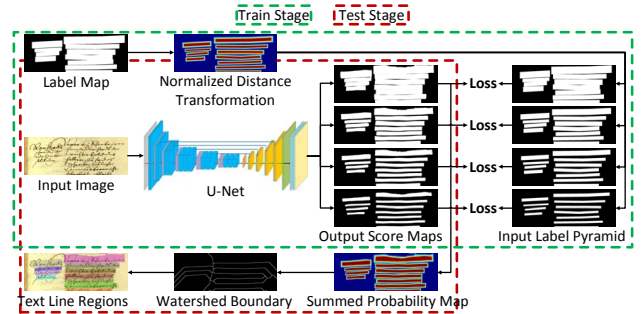 Train Stage
Test Stage
Label Map
Normalized Distance
Transformation
Loss
Loss
Loss
Loss
Input Image
U-Net
Output Score Maps
Input Label Pyramid
Text Line Regions
Watershed Boundary
Summed Probability Map